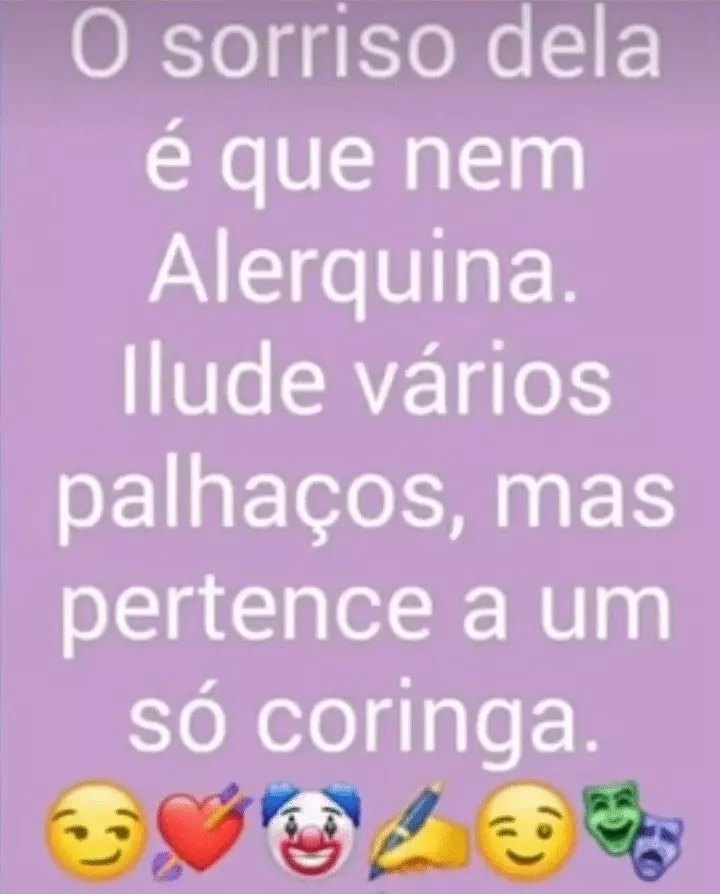 O sorriso dela
é que nem
Alerquina.
Ilude vários
palhaços, mas
pertence a um
só coringa.
😏💘🤡✍️😉🎭